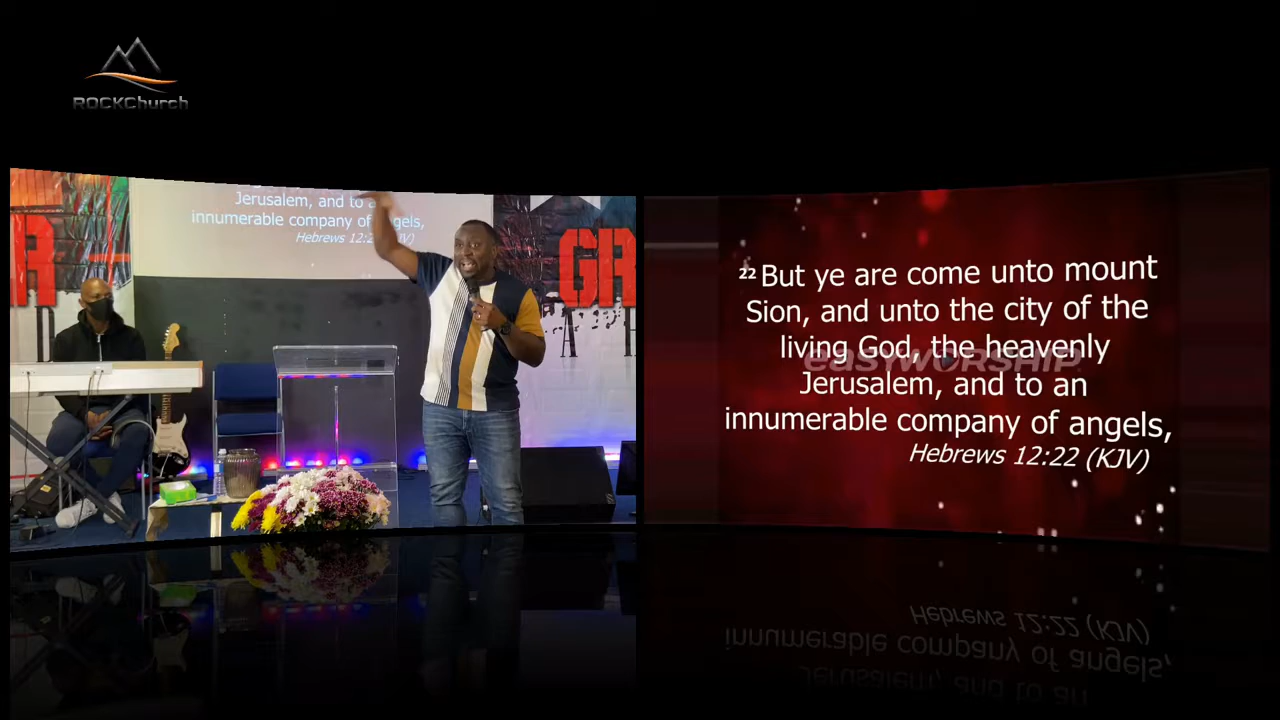 ROCKChurch
Jerusalem, and to a
innumerable company of angels,
Hebrews 12:22 (KJV)
R
GR
A
22 But ye are come unto mount
Sion, and unto the city of the
living God, the heavenly
easyworship
Jerusalem, and to an
innumerable company of angels,
Hebrews 12:22 (KJV)